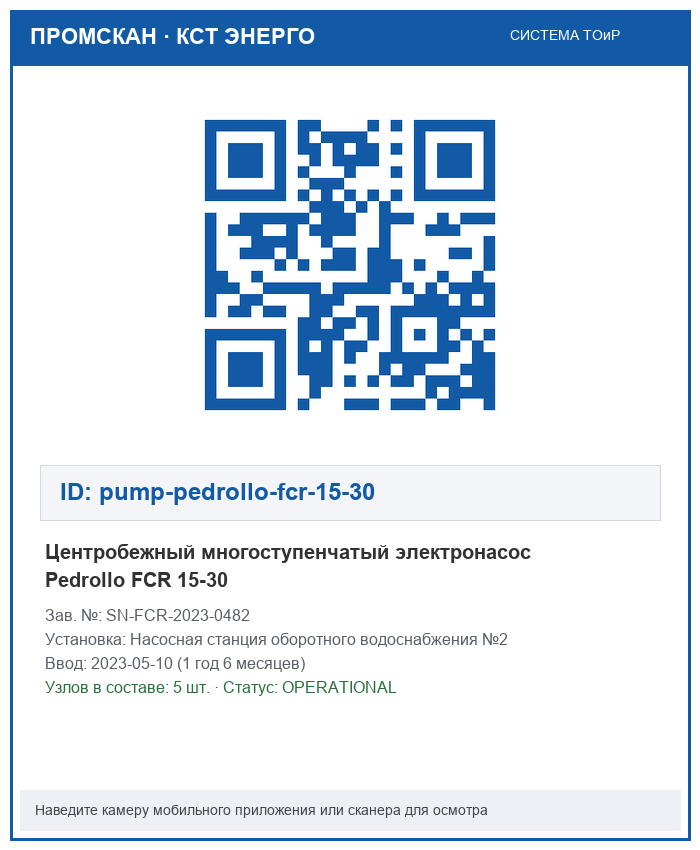 ПРОМСКАН · КСТ ЭНЕРГО
СИСТЕМА ТОиР
ID: pump-pedrollo-fcr-15-30
Центробежный многоступенчатый электронасос
Pedrollo FCR 15-30
Зав. №: SN-FCR-2023-0482
Установка: Насосная станция оборотного водоснабжения №2
Ввод: 2023-05-10 (1 год 6 месяцев)
Узлов в составе: 5 шт. · Статус: OPERATIONAL
Наведите камеру мобильного приложения или сканера для осмотра